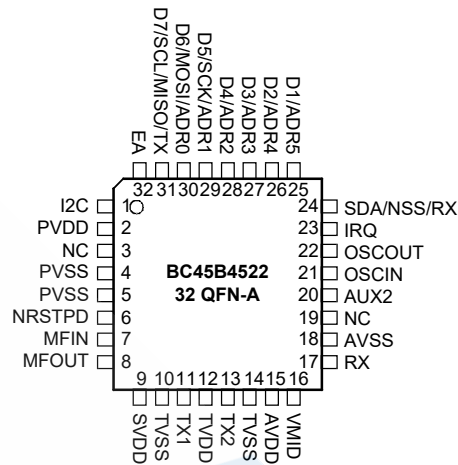 EA
D7/SCL/MISO/TX
D6/MOSI/ADR0
D5/SCK/ADR1
D4/ADR2
D3/ADR3
D2/ADR4
D1/ADR5
32 31 30 29 28 27 26 25
I2C 1
PVDD 2
NC 3
PVSS 4
PVSS 5
NRSTPD 6
MFIN 7
MFOUT 8
BC45B4522
32 QFN-A
24 SDA/NSS/RX
23 IRQ
22 OSCOUT
21 OSCIN
20 AUX2
19 NC
18 AVSS
17 RX
9 10 11 12 13 14 15 16
SVDD
TVSS
TX1
TVDD
TX2
TVSS
AVDD
VMID